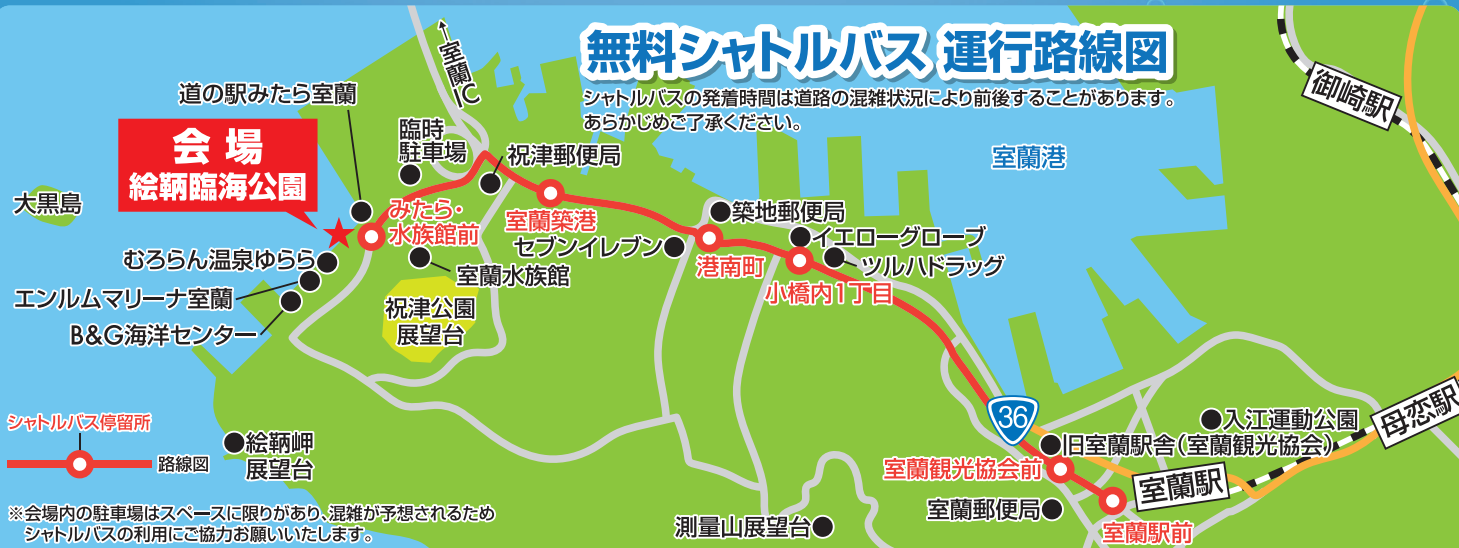 無料シャトルバス 運行路線図
シャトルバスの発着時間は道路の混雑状況により前後することがあります。
あらかじめご了承ください。
←室蘭IC
御崎駅
道の駅みたら室蘭
会場
絵鞆臨海公園
臨時
駐車場
祝津郵便局
室蘭港
大黒島
みたら・
水族館前
室蘭築港
築地郵便局
セブンイレブン
イエローグローブ
港南町
ツルハドラッグ
むろらん温泉ゆらら
室蘭水族館
小橋内1丁目
エンルムマリーナ室蘭
祝津公園
展望台
B&G海洋センター
36
入江運動公園
母恋駅
シャトルバス停留所
路線図
絵鞆岬
展望台
旧室蘭駅舎(室蘭観光協会)
室蘭観光協会前
室蘭駅
室蘭郵便局
室蘭駅前
測量山展望台
※会場内の駐車場はスペースに限りがあり、混雑が予想されるため
シャトルバスの利用にご協力お願いいたします。